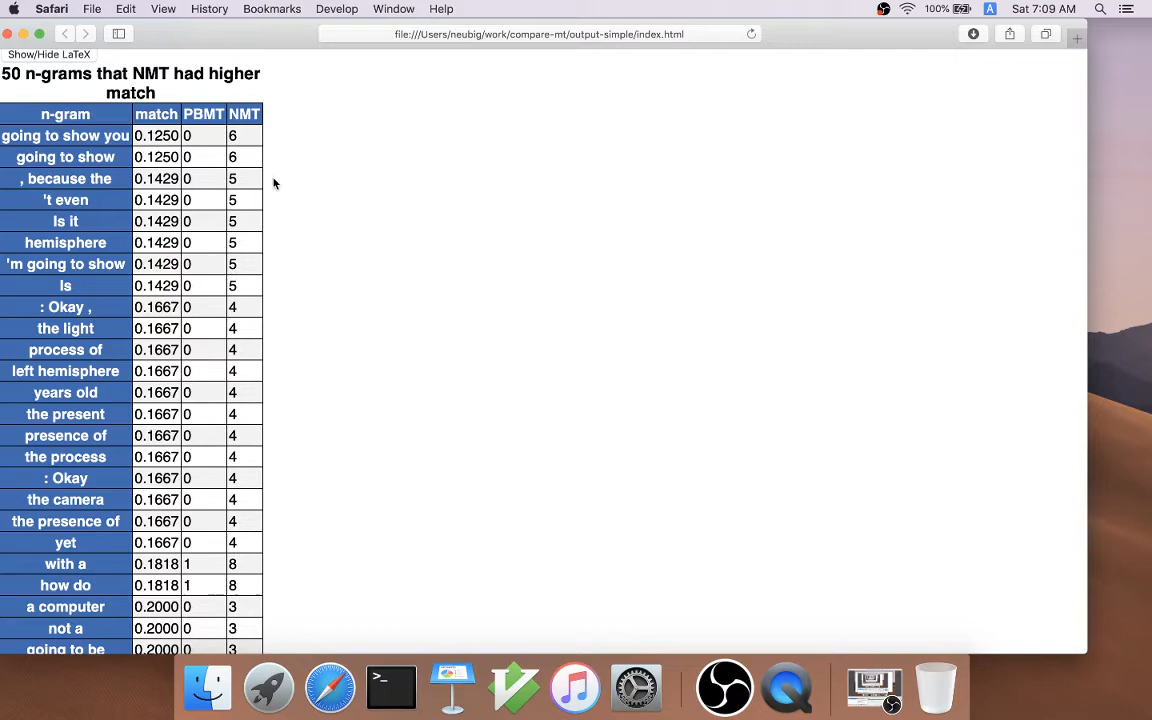 Safari File Edit View History Bookmarks Develop Window Help 100% A Sat 7:09 AM
file:///Users/neubig/work/compare-mt/output-simple/index.html
Show/Hide LaTeX
50 n-grams that NMT had higher
match
n-gram match PBMT NMT
going to show you 0.1250 0 6
going to show 0.1250 0 6
, because the 0.1429 0 5
't even 0.1429 0 5
Is it 0.1429 0 5
hemisphere 0.1429 0 5
'm going to show 0.1429 0 5
Is 0.1429 0 5
: Okay , 0.1667 0 4
the light 0.1667 0 4
process of 0.1667 0 4
left hemisphere 0.1667 0 4
years old 0.1667 0 4
the present 0.1667 0 4
presence of 0.1667 0 4
the process 0.1667 0 4
: Okay 0.1667 0 4
the camera 0.1667 0 4
the presence of 0.1667 0 4
yet 0.1667 0 4
with a 0.1818 1 8
how do 0.1818 1 8
a computer 0.2000 0 3
not a 0.2000 0 3
going to be 0.2000 0 3
>_